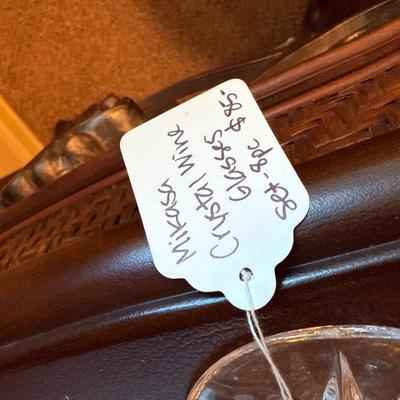 Mikasa
Crystal Wine
Glasses
Set-8pc $85.